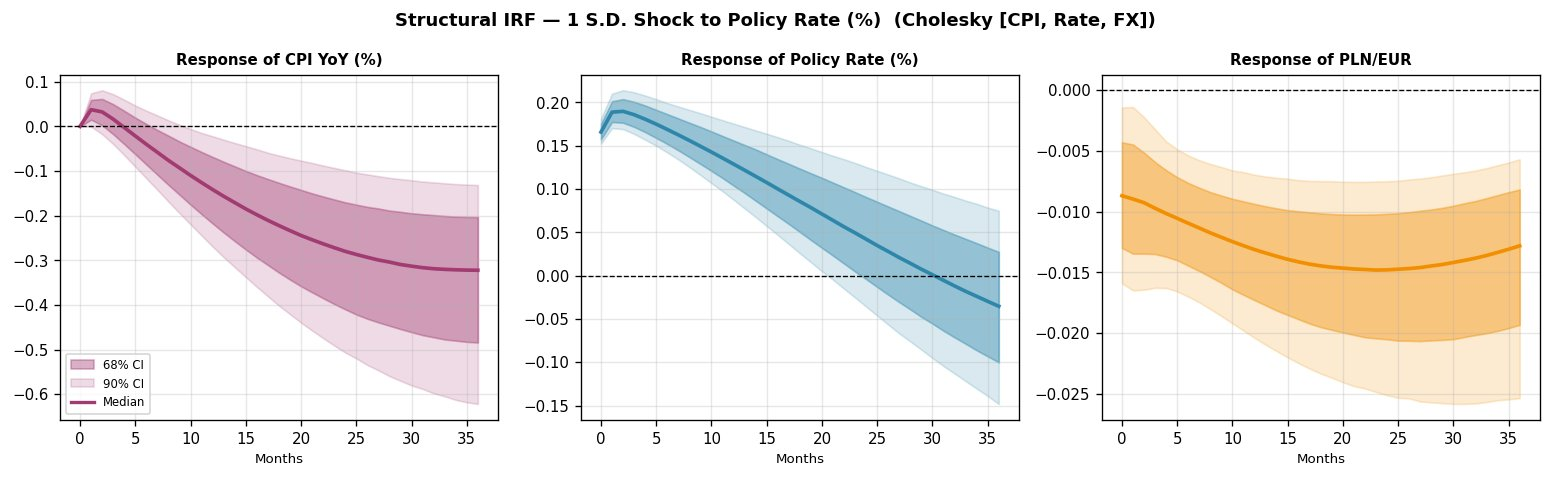 Structural IRF — 1 S.D. Shock to Policy Rate (%)  (Cholesky [CPI, Rate, FX])
Response of CPI YoY (%)
0.1
0.0
−0.1
−0.2
−0.3
−0.4
−0.5
−0.6
68% CI
90% CI
Median
0 5 10 15 20 25 30 35
Months
Response of Policy Rate (%)
0.20
0.15
0.10
0.05
0.00
−0.05
−0.10
−0.15
0 5 10 15 20 25 30 35
Months
Response of PLN/EUR
0.000
−0.005
−0.010
−0.015
−0.020
−0.025
0 5 10 15 20 25 30 35
Months